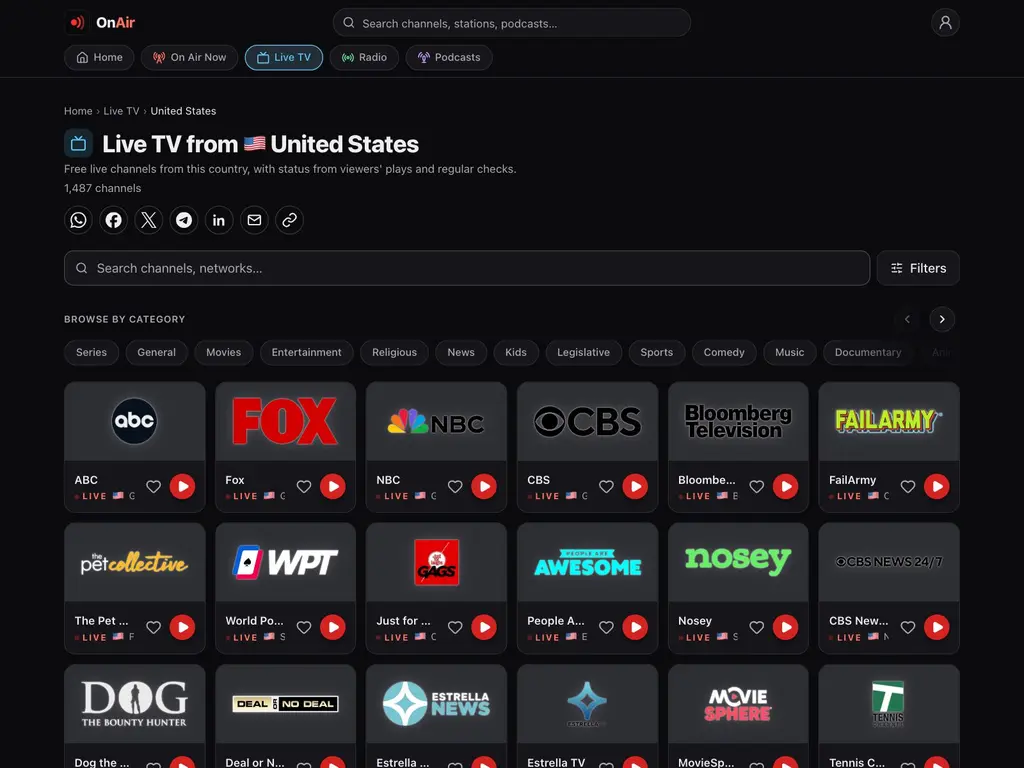 OnAir
Search channels, stations, podcasts...
Home
On Air Now
Live TV
Radio
Podcasts
Home › Live TV › United States
Live TV from 🇺🇸 United States
Free live channels from this country, with status from viewers' plays and regular checks.
1,487 channels
Search channels, networks...
Filters
BROWSE BY CATEGORY
Series
General
Movies
Entertainment
Religious
News
Kids
Legislative
Sports
Comedy
Music
Documentary
abc
FOX
NBC
CBS
Bloomberg
Television
FAILARMY
ABC
LIVE 🇺🇸 G
Fox
LIVE 🇺🇸 G
NBC
LIVE 🇺🇸 G
CBS
LIVE 🇺🇸 G
Bloombe...
LIVE 🇺🇸 B
FailArmy
LIVE 🇺🇸
the
petcollective
WPT
GAGS
PEOPLE ARE
AWESOME
nosey
CBS NEWS 24/7
The Pet ...
LIVE 🇺🇸 F
World Po...
LIVE 🇺🇸 S
Just for ...
LIVE 🇺🇸
People A...
LIVE 🇺🇸 E
Nosey
LIVE 🇺🇸 S
CBS New...
LIVE 🇺🇸 N
DOG
THE BOUNTY HUNTER
DEAL OR NO DEAL
ESTRELLA
NEWS
ESTRELLA
MOVIE
SPHERE
T
TENNIS
CHANNEL
Dog the ...
Deal or N...
Estrella ...
Estrella TV
MovieSp...
Tennis C...